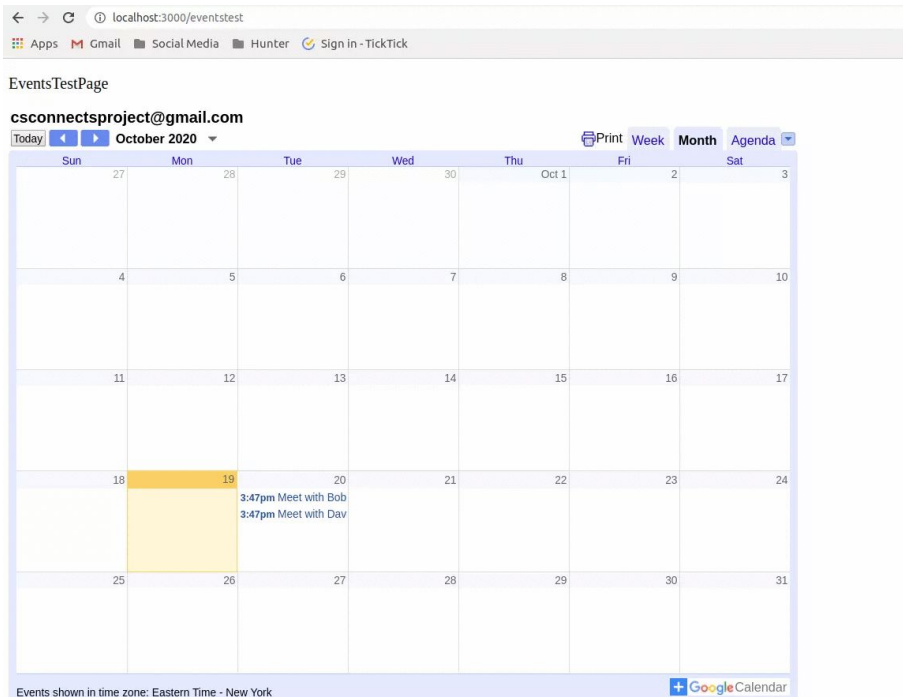 localhost:3000/eventstest
Apps Gmail Social Media Hunter Sign in - TickTick
EventsTestPage
csconnectsproject@gmail.com
Today October 2020 Print Week Month Agenda
Sun Mon Tue Wed Thu Fri Sat
27 28 29 30 Oct 1 2 3
4 5 6 7 8 9 10
11 12 13 14 15 16 17
18 19 20 21 22 23 24
3:47pm Meet with Bob
3:47pm Meet with Dav
25 26 27 28 29 30 31
Events shown in time zone: Eastern Time - New York
+ Google Calendar